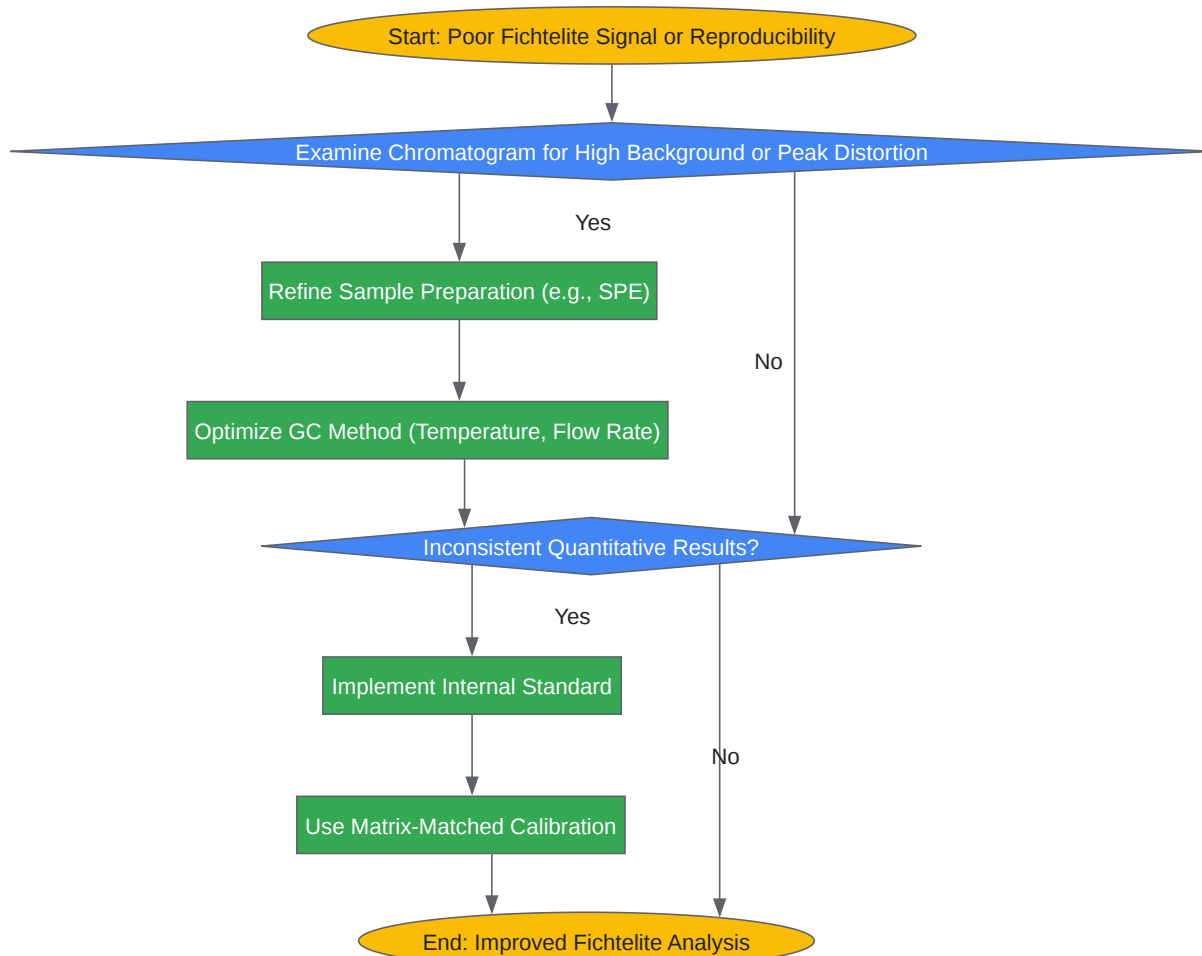 Start: Poor Fichtelite Signal or Reproducibility
Examine Chromatogram for High Background or Peak Distortion
Yes
Refine Sample Preparation (e.g., SPE)
No
Optimize GC Method (Temperature, Flow Rate)
Inconsistent Quantitative Results?
Yes
Implement Internal Standard
No
Use Matrix-Matched Calibration
End: Improved Fichtelite Analysis